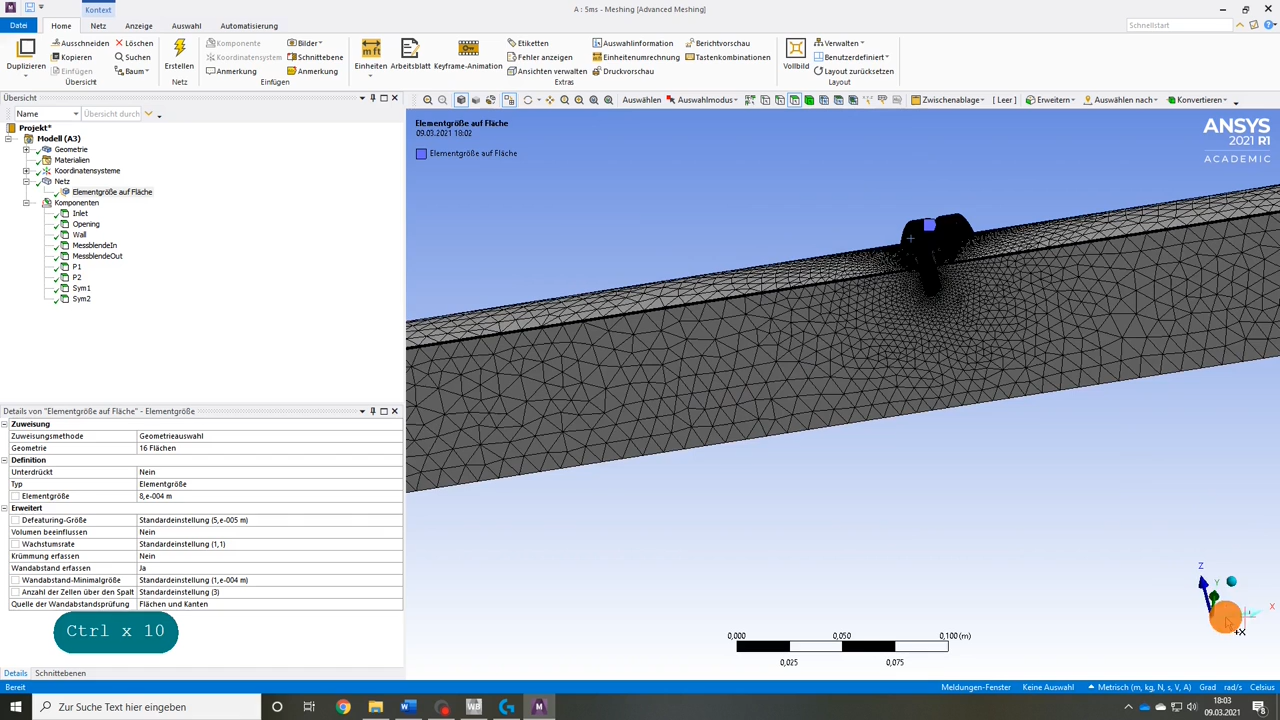 A : 5ms - Meshing [Advanced Meshing]
Kontext
Datei Home Netz Anzeige Auswahl Automatisierung
Schnellstart
Duplizieren
Ausschneiden
Löschen
Kopieren
Suchen
Einfügen
Baum
Übersicht
Erstellen
Netz
Komponente
Koordinatensystem
Anmerkung
Bilder
Schnittebene
Anmerkung
Einfügen
Einheiten
Arbeitsblatt
Keyframe-Animation
Etiketten
Fehler anzeigen
Ansichten verwalten
Auswahlinformation
Einheitenumrechnung
Druckvorschau
Berichtvorschau
Tastenkombinationen
Extras
Vollbild
Verwalten
Benutzerdefiniert
Layout zurücksetzen
Layout
Übersicht
Name
Übersicht durch
Auswählen Auswahlmodus
Zwischenablage [ Leer ] Erweitern Auswählen nach Konvertieren
Projekt*
Modell (A3)
Geometrie
Materialien
Koordinatensysteme
Netz
Elementgröße auf Fläche
Komponenten
Inlet
Opening
Wall
MessblendeIn
MessblendeOut
P1
P2
Sym1
Sym2
Details von "Elementgröße auf Fläche" - Elementgröße
Zuweisung
Zuweisungsmethode Geometrieauswahl
Geometrie 16 Flächen
Definition
Unterdrückt Nein
Typ Elementgröße
Elementgröße 8,e-004 m
Erweitert
Defeaturing-Größe Standardeinstellung (5,e-005 m)
Volumen beeinflussen Nein
Wachstumsrate Standardeinstellung (1,1)
Krümmung erfassen Nein
Wandabstand erfassen Ja
Wandabstand-Minimalgröße Standardeinstellung (1,e-004 m)
Anzahl der Zellen über den Spalt Standardeinstellung (3)
Quelle der Wandabstandsprüfung Flächen und Kanten
Ctrl x 10
Details Schnittebenen
Elementgröße auf Fläche
09.03.2021 18:02
Elementgröße auf Fläche
ANSYS
2021 R1
ACADEMIC
Z
Y
X
+X
0,000 0,050 0,100 (m)
0,025 0,075
Bereit
Meldungen-Fenster Keine Auswahl Metrisch (m, kg, N, s, V, A) Grad rad/s Celsius
Zur Suche Text hier eingeben
18:03
09.03.2021